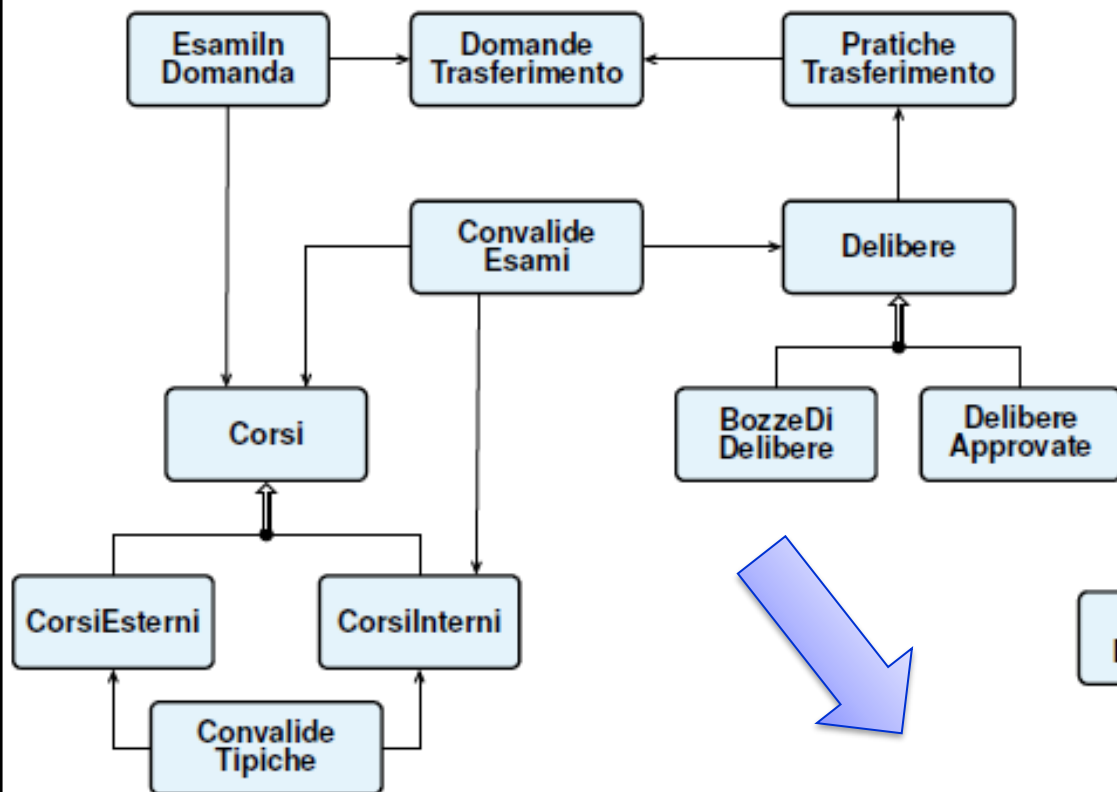 EsamiIn
Domanda
Domande
Trasferimento
Pratiche
Trasferimento
Convalide
Esami
Delibere
Corsi
BozzeDi
Delibere
Delibere
Approvate
CorsiEsterni
CorsiInterni
Convalide
Tipiche